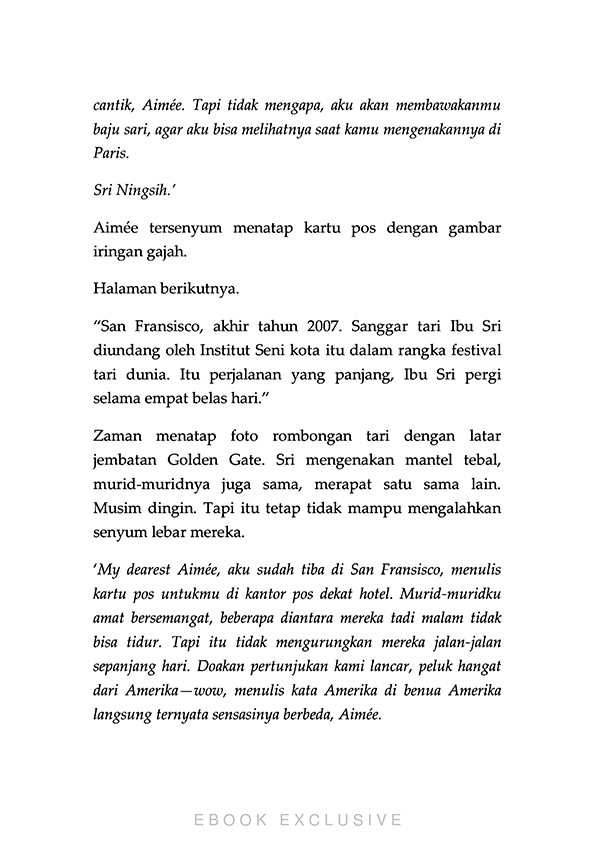 cantik, Aimée. Tapi tidak mengapa, aku akan membawakanmu
baju sari, agar aku bisa melihatnya saat kamu mengenakannya di
Paris.
Sri Ningsih.’
Aimée tersenyum menatap kartu pos dengan gambar
iringan gajah.
Halaman berikutnya.
“San Fransisco, akhir tahun 2007. Sanggar tari Ibu Sri
diundang oleh Institut Seni kota itu dalam rangka festival
tari dunia. Itu perjalanan yang panjang, Ibu Sri pergi
selama empat belas hari.”
Zaman menatap foto rombongan tari dengan latar
jembatan Golden Gate. Sri mengenakan mantel tebal,
murid-muridnya juga sama, merapat satu sama lain.
Musim dingin. Tapi itu tetap tidak mampu mengalahkan
senyum lebar mereka.
‘My dearest Aimée, aku sudah tiba di San Fransisco, menulis
kartu pos untukmu di kantor pos dekat hotel. Murid-muridku
amat bersemangat, beberapa diantara mereka tadi malam tidak
bisa tidur. Tapi itu tidak mengurungkan mereka jalan-jalan
sepanjang hari. Doakan pertunjukan kami lancar, peluk hangat
dari Amerika—wow, menulis kata Amerika di benua Amerika
langsung ternyata sensasinya berbeda, Aimée.
EBOOK EXCLUSIVE